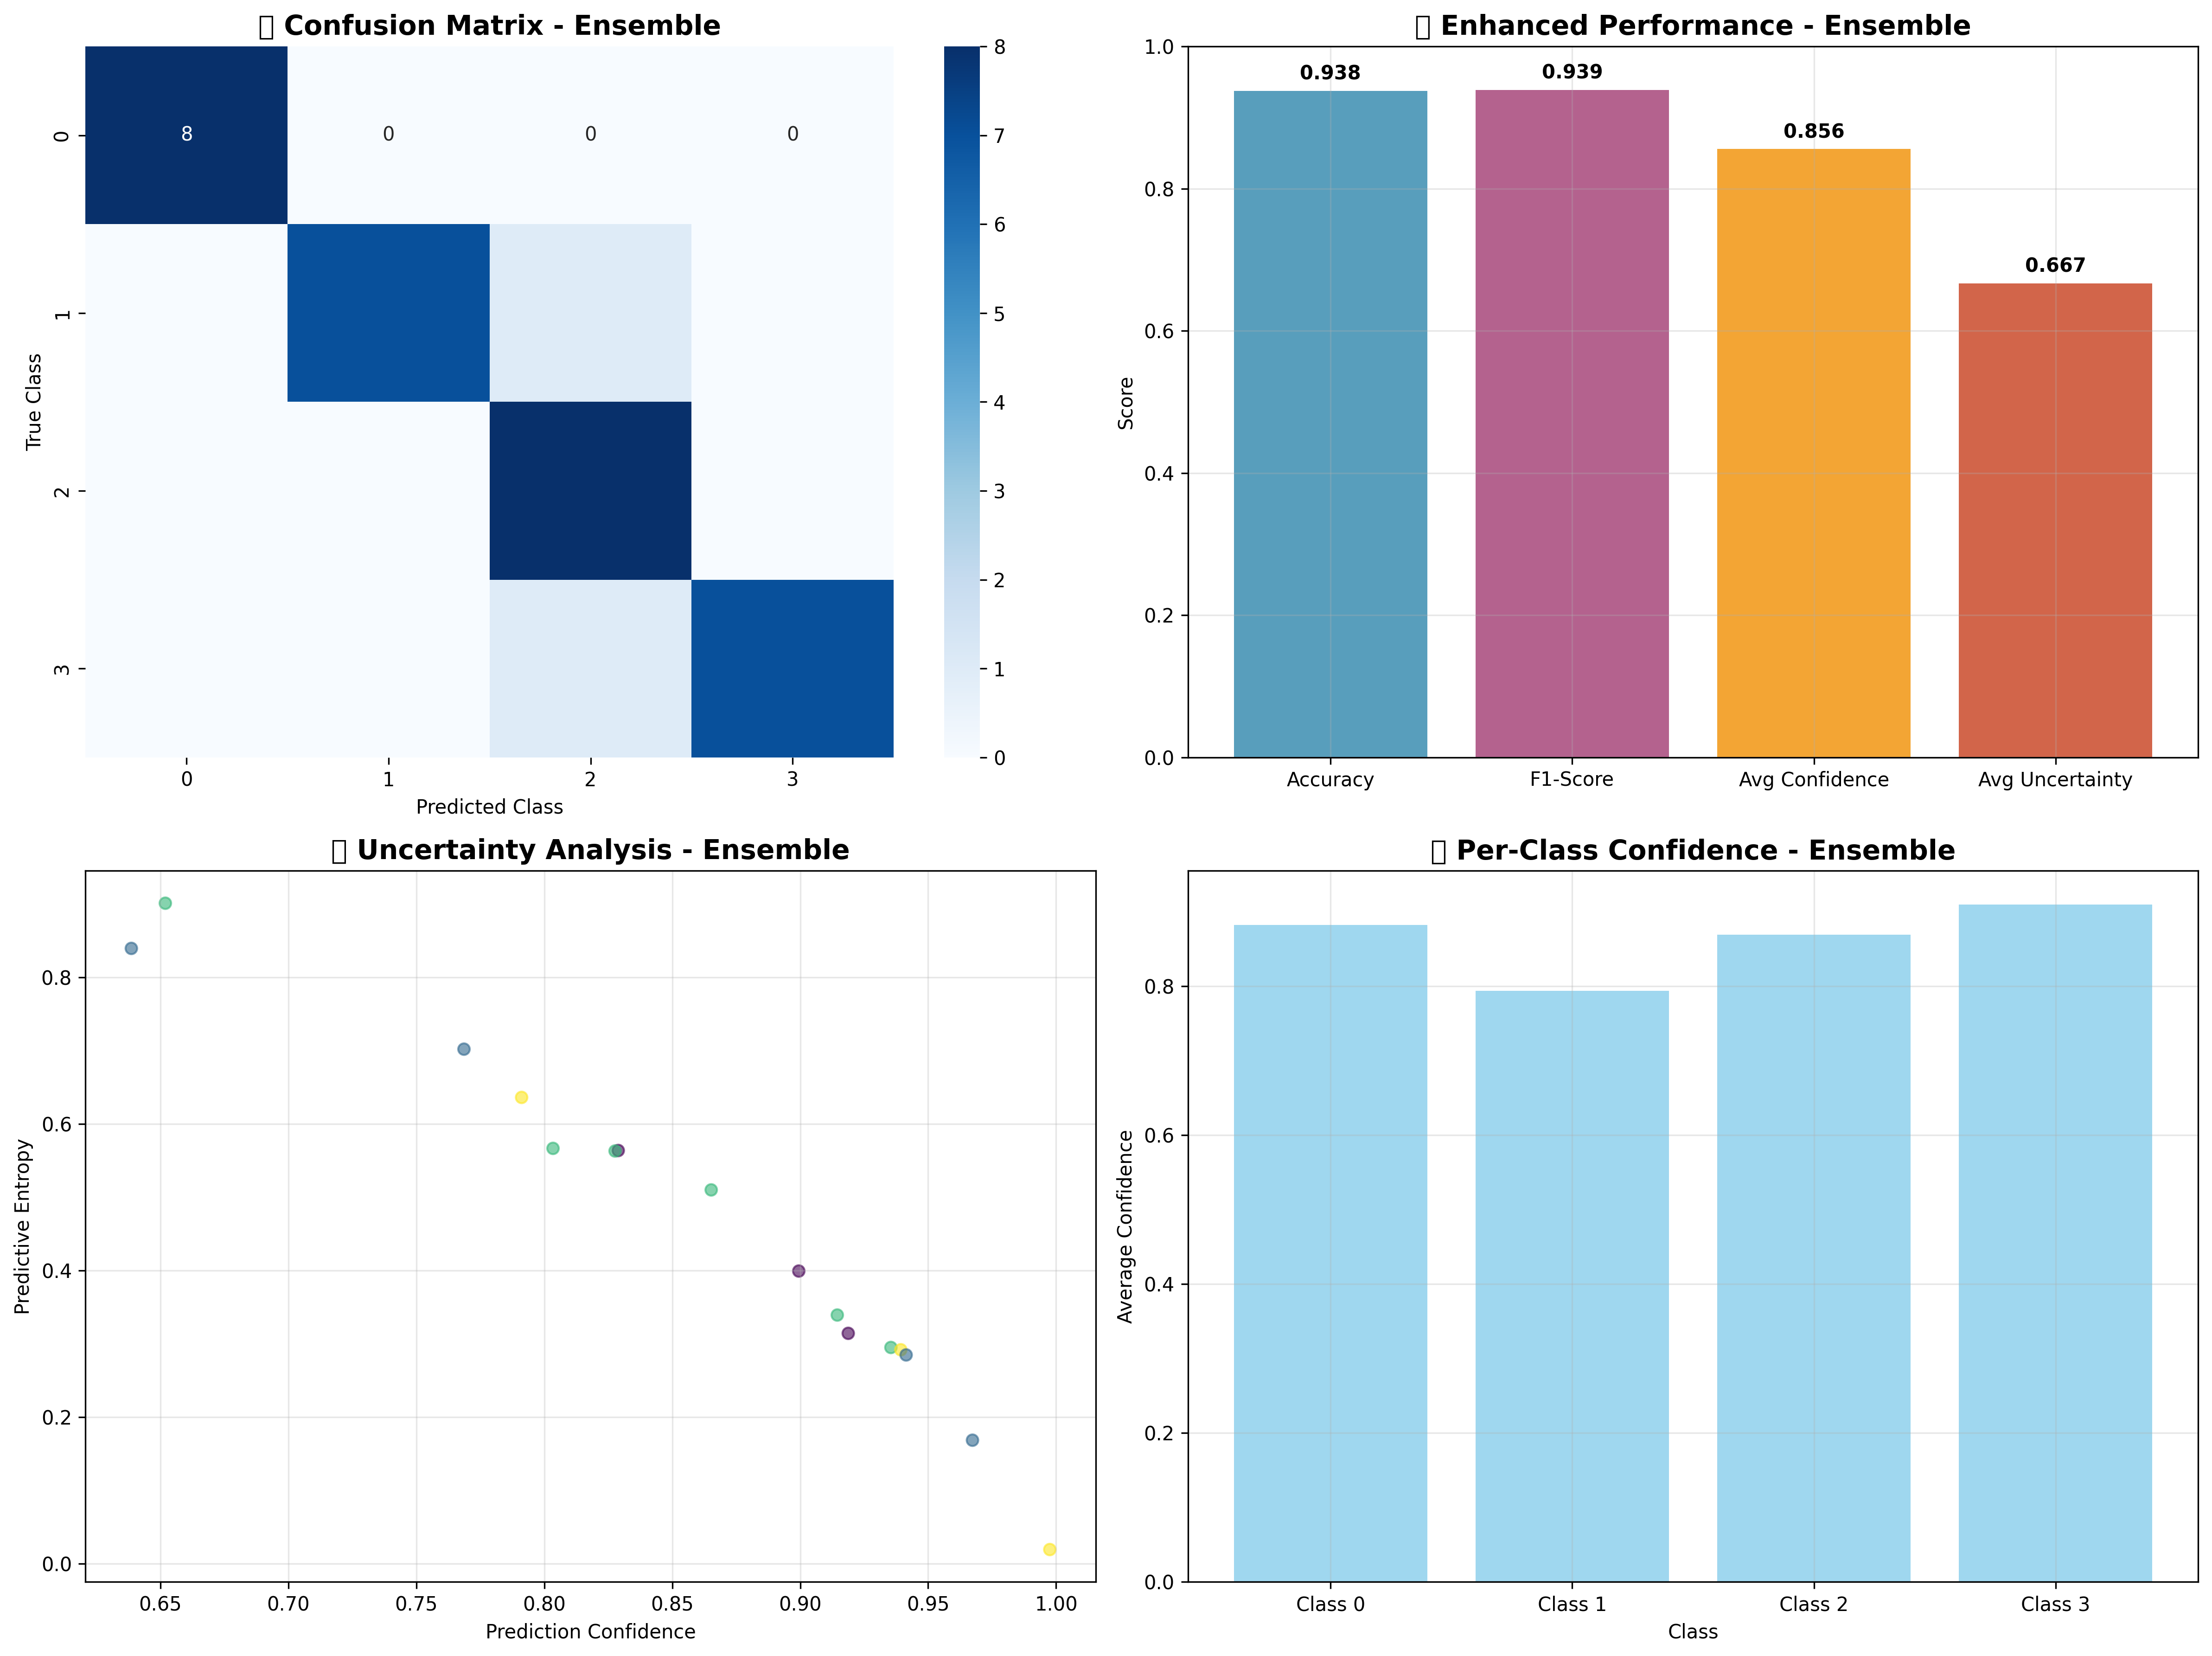 ▯ Confusion Matrix - Ensemble
8 0 0 0
0
1
2
3
True Class
0 1 2 3
Predicted Class
8
7
6
5
4
3
2
1
0
▯ Enhanced Performance - Ensemble
1.0
0.8
0.6
0.4
0.2
0.0
Score
0.938 0.939 0.856 0.667
Accuracy F1-Score Avg Confidence Avg Uncertainty
▯ Uncertainty Analysis - Ensemble
0.8
0.6
0.4
0.2
0.0
Predictive Entropy
0.65 0.70 0.75 0.80 0.85 0.90 0.95 1.00
Prediction Confidence
▯ Per-Class Confidence - Ensemble
0.8
0.6
0.4
0.2
0.0
Average Confidence
Class 0 Class 1 Class 2 Class 3
Class